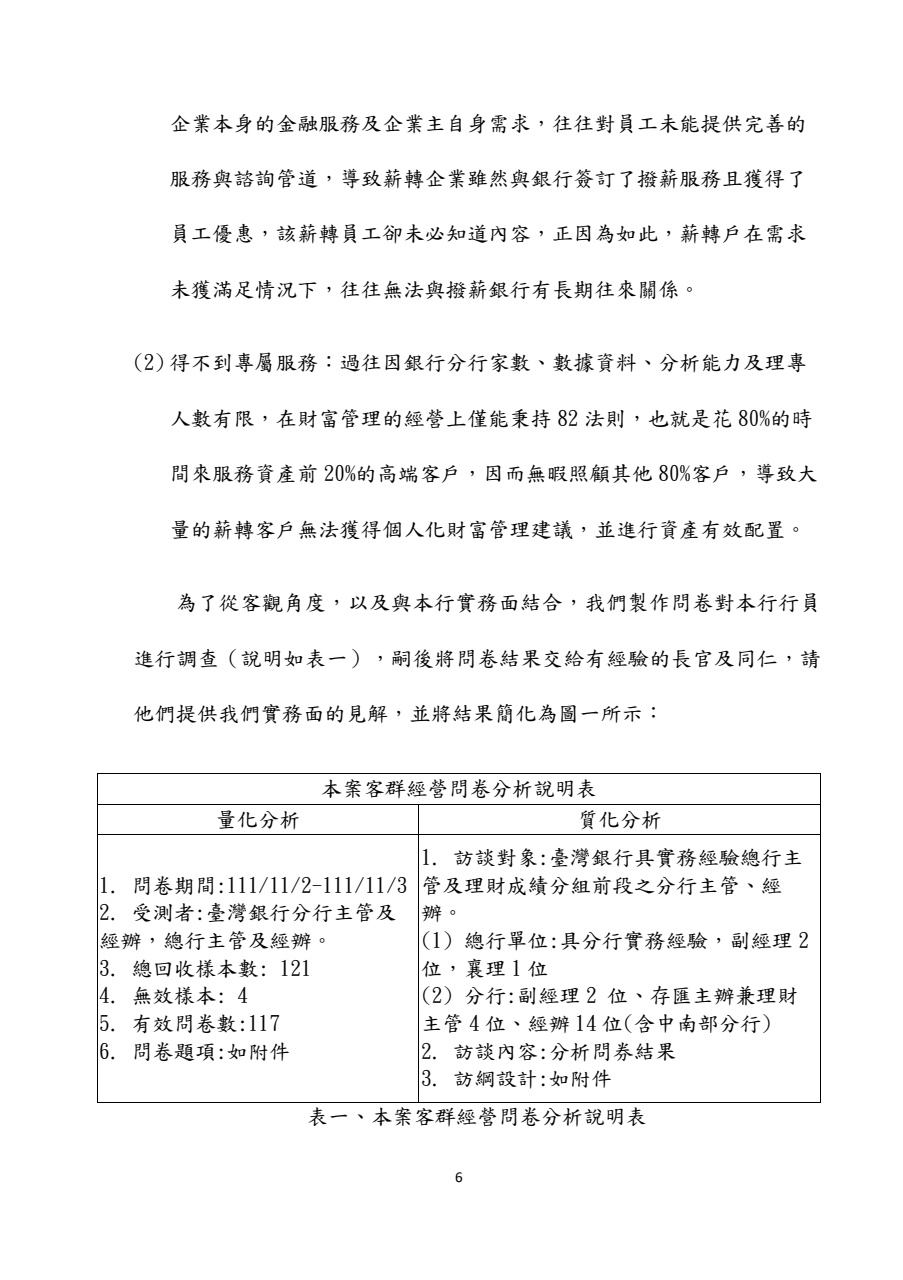 企業本身的金融服務及企業主自身需求，往往對員工未能提供完善的
服務與諮詢管道，導致薪轉企業雖然與銀行簽訂了撥薪服務且獲得了
員工優惠，該薪轉員工卻未必知道內容，正因為如此，薪轉戶在需求
未獲滿足情況下，往往無法與撥薪銀行有長期往來關係。
(2)得不到專屬服務：過往因銀行分行家數、數據資料、分析能力及理專
人數有限，在財富管理的經營上僅能秉持 82 法則，也就是花 80%的時
間來服務資產前 20%的高端客戶，因而無暇照顧其他 80%客戶，導致大
量的薪轉客戶無法獲得個人化財富管理建議，並進行資產有效配置。
為了從客觀角度，以及與本行實務面結合，我們製作問卷對本行行員
進行調查（說明如表一），嗣後將問卷結果交給有經驗的長官及同仁，請
他們提供我們實務面的見解，並將結果簡化為圖一所示：
本案客群經營問卷分析說明表
量化分析
1. 問卷期間:111/11/2-111/11/3
2. 受測者:臺灣銀行分行主管及
經辦，總行主管及經辦。
3. 總回收樣本數: 121
4. 無效樣本: 4
5. 有效問卷數:117
6. 問卷題項:如附件
質化分析
1. 訪談對象:臺灣銀行具實務經驗總行主
管及理財成績分組前段之分行主管、經
辦。
(1) 總行單位:具分行實務經驗，副經理 2
位，襄理 1 位
(2) 分行:副經理 2 位、存匯主辦兼理財
主管 4 位、經辦 14 位(含中南部分行)
2. 訪談內容:分析問券結果
3. 訪綱設計:如附件
表一、本案客群經營問卷分析說明表
6